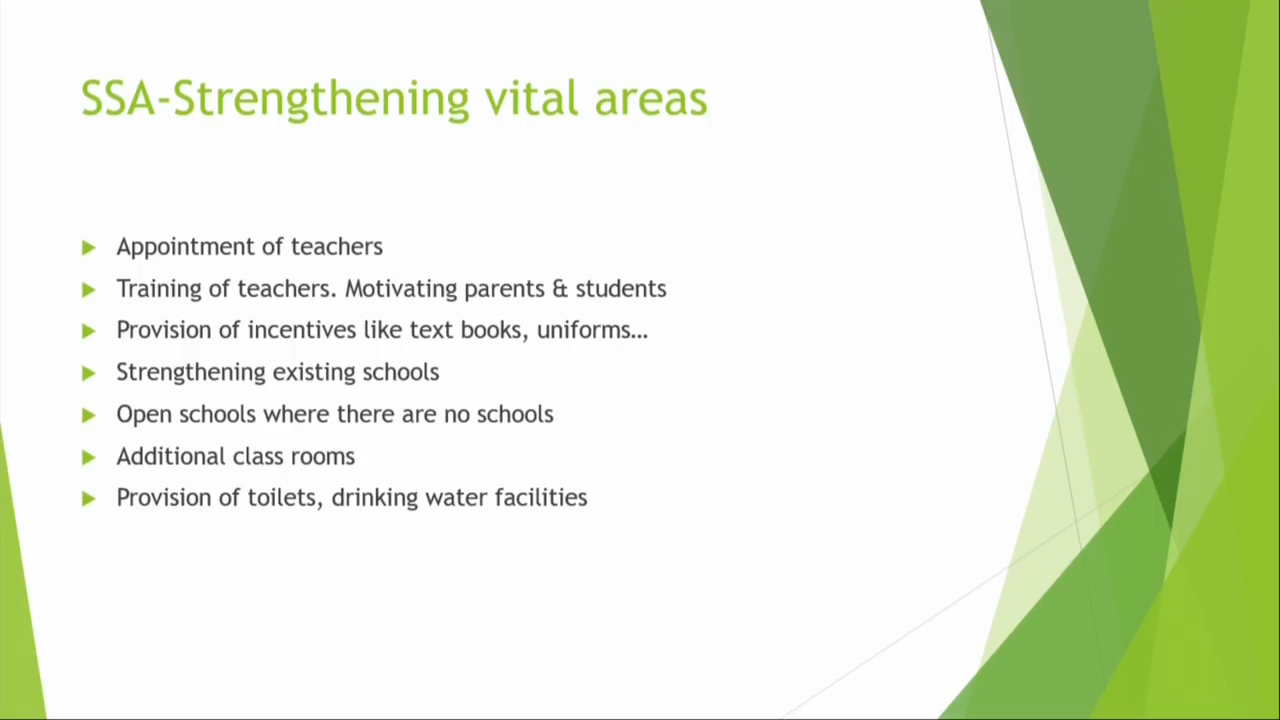 SSA-Strengthening vital areas
Appointment of teachers
Training of teachers. Motivating parents & students
Provision of incentives like text books, uniforms…
Strengthening existing schools
Open schools where there are no schools
Additional class rooms
Provision of toilets, drinking water facilities